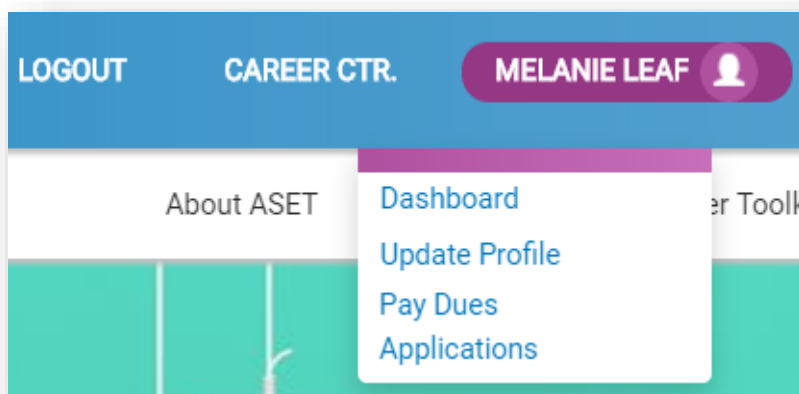 LOGOUT CAREER CTR. MELANIE LEAF
About ASET
Dashboard
Update Profile
Pay Dues
Applications